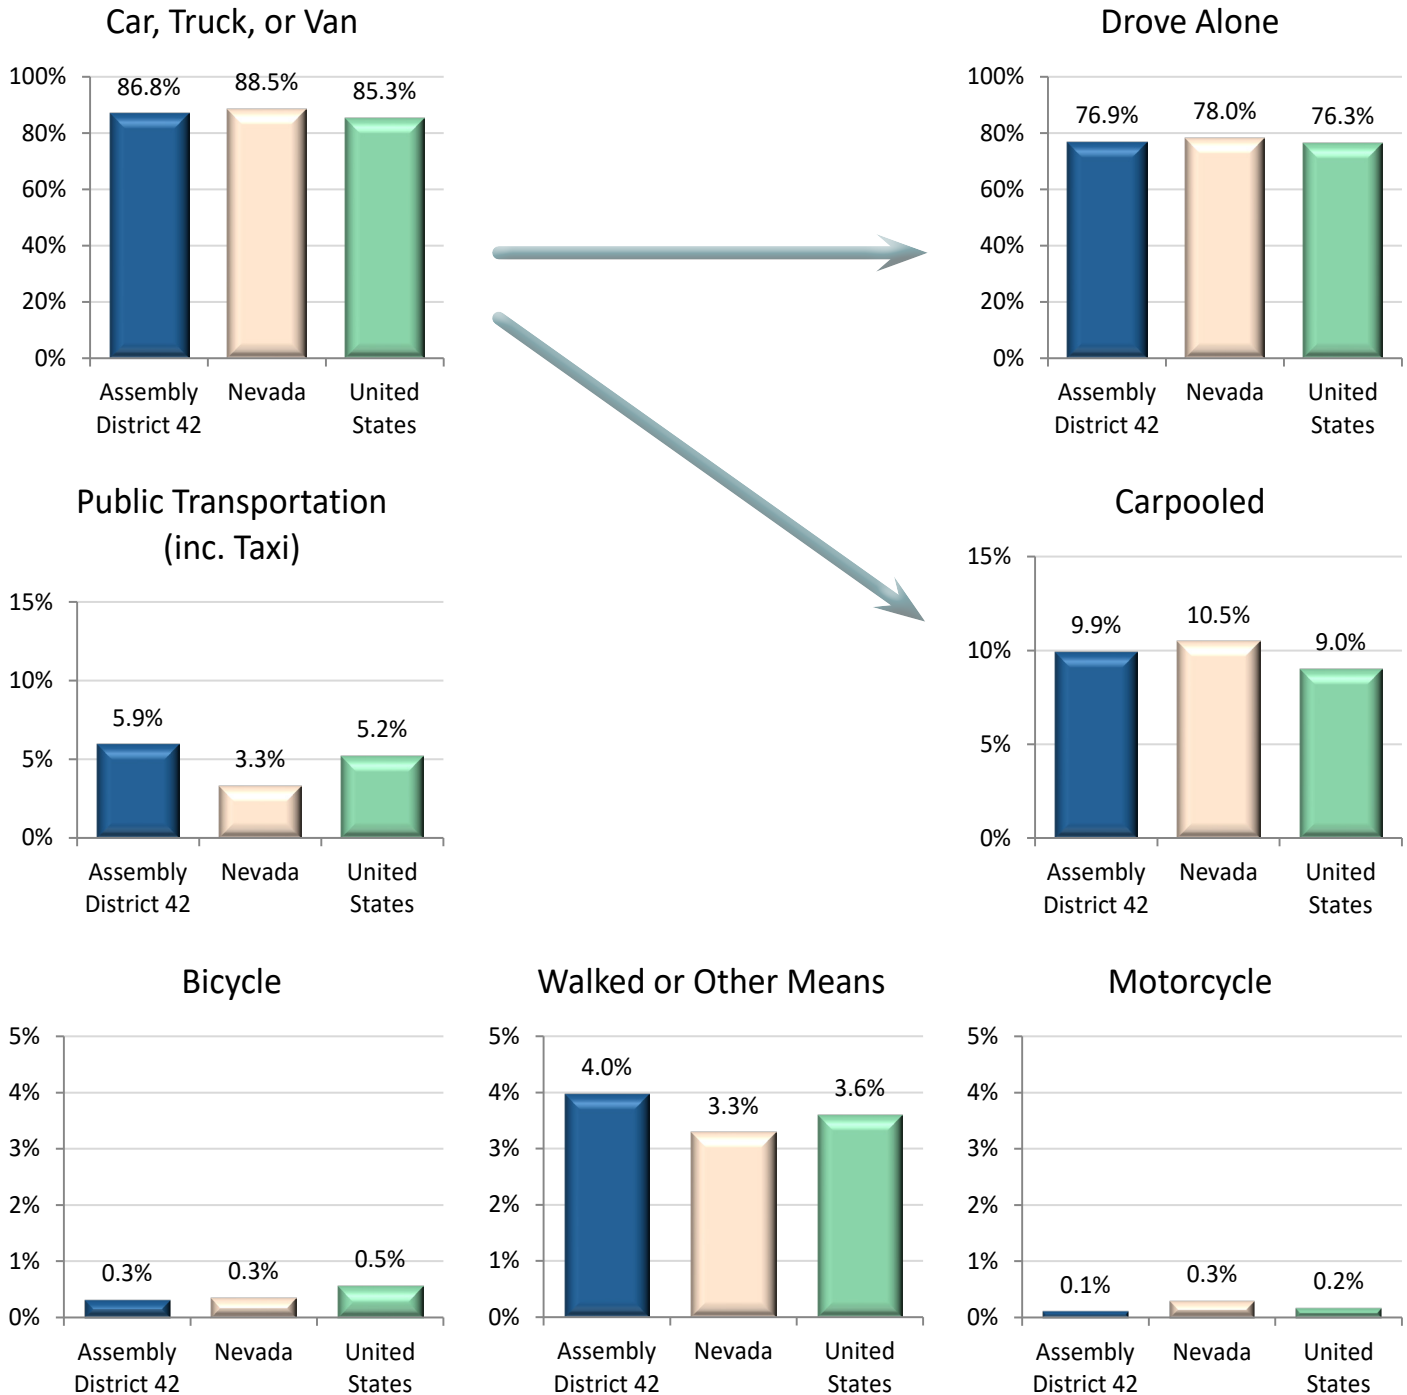 Car, Truck, or Van
100%
80%
60%
40%
20%
0%
86.8%
88.5%
85.3%
Assembly
District 42
Nevada
United
States
Drove Alone
100%
80%
60%
40%
20%
0%
76.9%
78.0%
76.3%
Assembly
District 42
Nevada
United
States
Public Transportation
(inc. Taxi)
15%
10%
5%
0%
5.9%
3.3%
5.2%
Assembly
District 42
Nevada
United
States
Carpooled
15%
10%
5%
0%
9.9%
10.5%
9.0%
Assembly
District 42
Nevada
United
States
Bicycle
5%
4%
3%
2%
1%
0%
0.3%
0.3%
0.5%
Assembly
District 42
Nevada
United
States
Walked or Other Means
5%
4%
3%
2%
1%
0%
4.0%
3.3%
3.6%
Assembly
District 42
Nevada
United
States
Motorcycle
5%
4%
3%
2%
1%
0%
0.1%
0.3%
0.2%
Assembly
District 42
Nevada
United
States